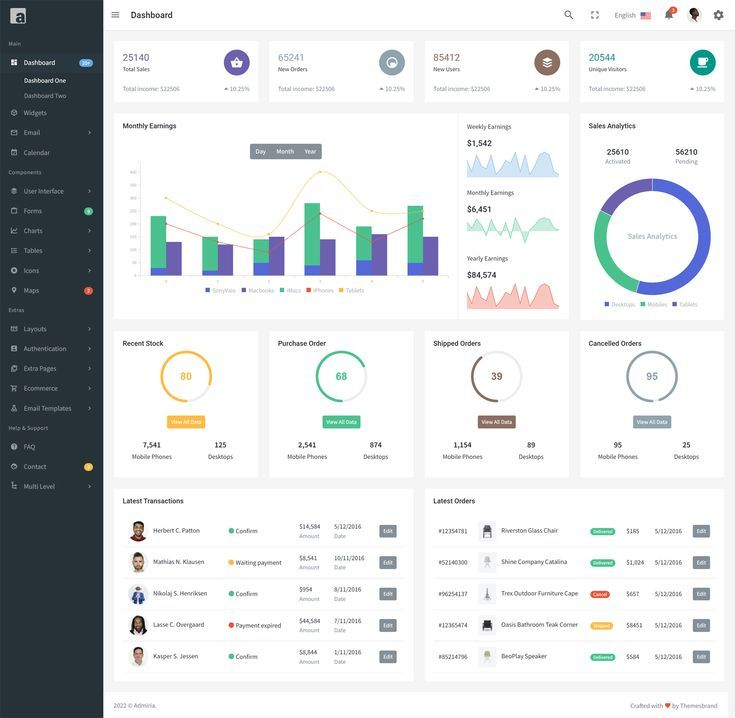 a
Main
Dashboard
20+
Dashboard One
Dashboard Two
Widgets
Email
Calendar
Components
User Interface
Forms
9
Charts
Tables
Icons
Maps
2
Extras
Layouts
Authentication
Extra Pages
Ecommerce
Email Templates
Help & Support
FAQ
Contact
Multi Level
Dashboard
English
3
25140
Total Sales
Total income: $22506
10.25%
65241
New Orders
Total income: $22506
10.25%
85412
New Users
Total income: $22506
10.25%
20544
Unique Visitors
Total income: $22506
10.25%
Monthly Earnings
Day Month Year
400
350
300
250
200
150
100
50
0
SonyVaio Macbooks iMacs iPhones Tablets
Weekly Earnings
$1,542
Monthly Earnings
$6,451
Yearly Earnings
$84,574
Sales Analytics
25610 56210
Activated Pending
Sales Analytics
Desktops Mobiles Tablets
Recent Stock
80
View All Data
7,541 125
Mobile Phones Desktops
Purchase Order
68
View All Data
2,541 874
Mobile Phones Desktops
Shipped Orders
39
View All Data
1,154 89
Mobile Phones Desktops
Cancelled Orders
95
View All Data
95 25
Mobile Phones Desktops
Latest Transactions
Herbert C. Patton Confirm $14,584 5/12/2016 Edit
Amount Date
Mathias N. Klausen Waiting payment $8,541 10/11/2016 Edit
Amount Date
Nikolaj S. Henriksen Confirm $954 8/11/2016 Edit
Amount Date
Lasse C. Overgaard Payment expired $44,584 7/11/2016 Edit
Amount Date
Kasper S. Jessen Confirm $8,844 1/11/2016 Edit
Amount Date
Latest Orders
#12354781 Riverston Glass Chair Delivered $185 5/12/2016 Edit
#52140300 Shine Company Catalina Delivered $1,024 5/12/2016 Edit
#96254137 Trex Outdoor Furniture Cape Cancel $657 5/12/2016 Edit
#12365474 Oasis Bathroom Teak Corner Shipped $8451 5/12/2016 Edit
#85214796 BeoPlay Speaker Delivered $584 5/12/2016 Edit
2022 © Admiria.
Crafted with ❤ by Themesbrand